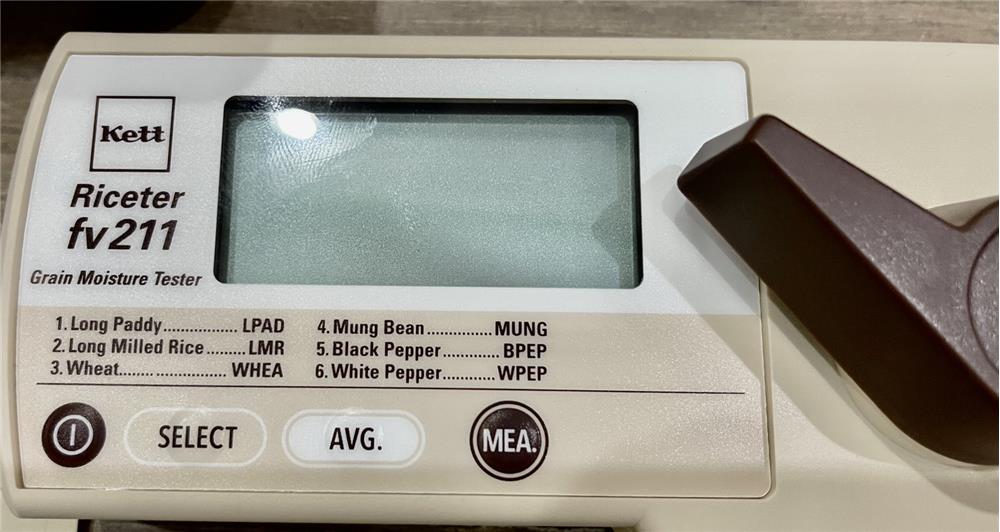 Kett
Riceter
fv211
Grain Moisture Tester
1. Long Paddy................. LPAD
2. Long Milled Rice.........LMR
3. Wheat....... .................. WHEA
4. Mung Bean ................MUNG
5. Black Pepper............. BPEP
6. White Pepper............ WPEP
SELECT
AVG.
MEA.